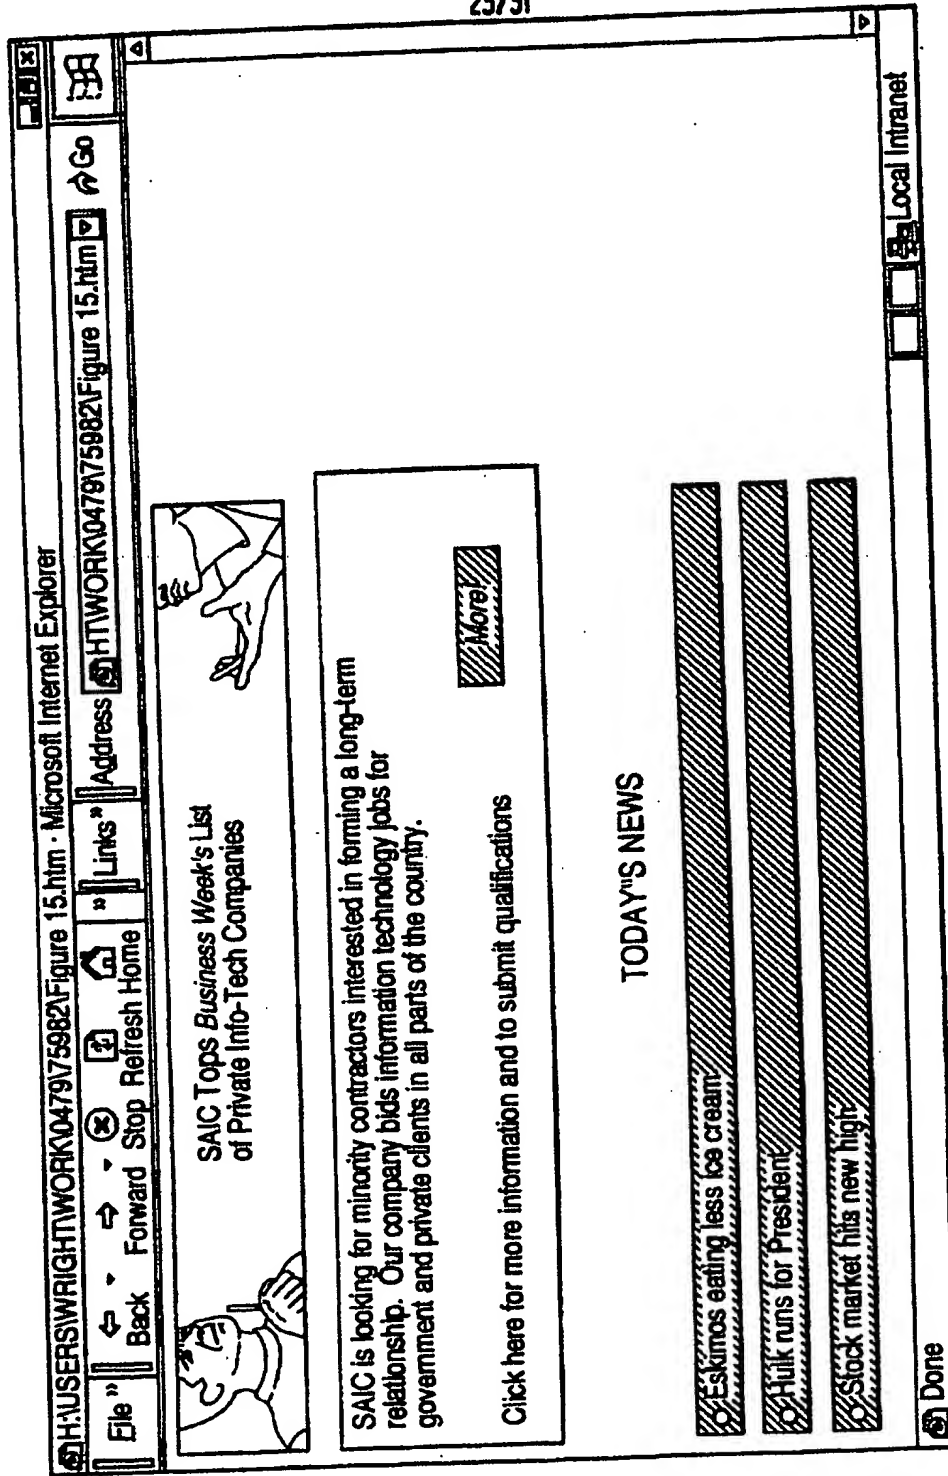 25/31
H:\USERS\WRIGHT\WORK\0479\75982\Figure 15.htm - Microsoft Internet Explorer
File » Back Forward Stop Refresh Home » Links » Address HT\WORK\0479\75982\Figure 15.htm Go
SAIC Tops Business Week's List
of Private Info-Tech Companies
SAIC is looking for minority contractors interested in forming a long-term
relationship. Our company bids information technology jobs for
government and private clients in all parts of the country.
More!
Click here for more information and to submit qualifications
TODAY"S NEWS
Eskimos eating less ice cream
Hulk runs for President
Stock market hits new high
Done Local Intranet